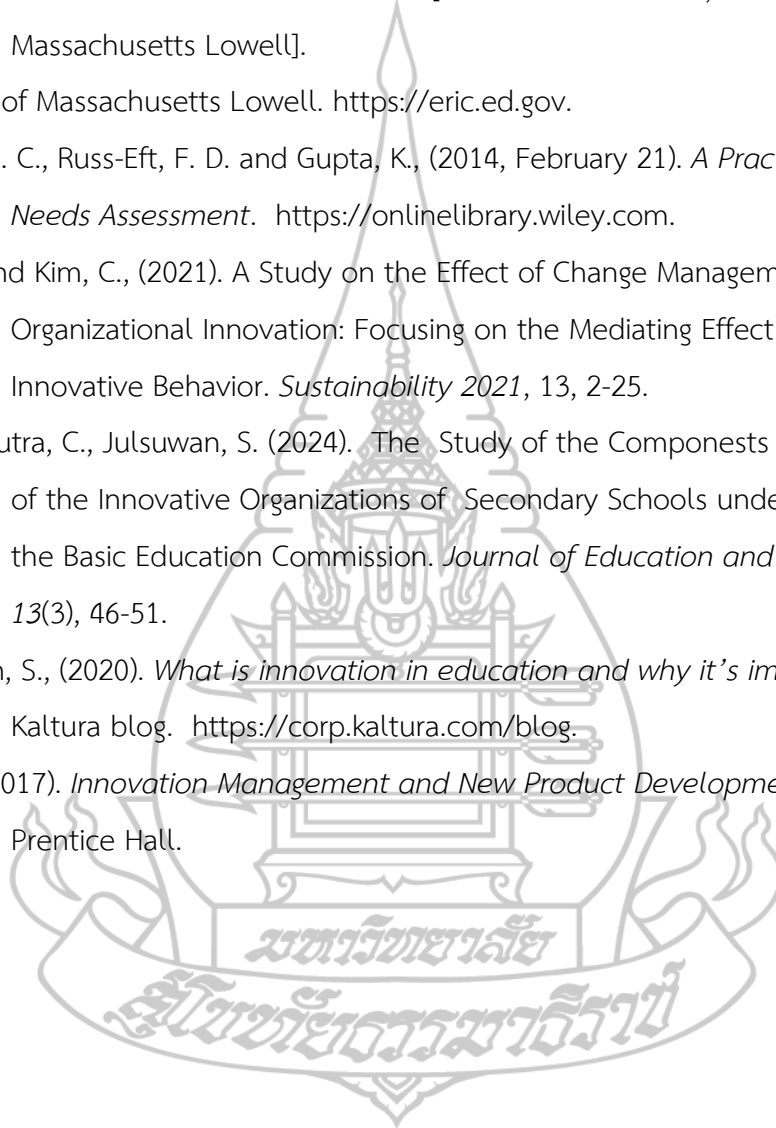 Massachusetts Lowell].
of Massachusetts Lowell. https://eric.ed.gov.
. C., Russ-Eft, F. D. and Gupta, K., (2014, February 21). A Prac
Needs Assessment. https://onlinelibrary.wiley.com.
nd Kim, C., (2021). A Study on the Effect of Change Managem
Organizational Innovation: Focusing on the Mediating Effect
Innovative Behavior. Sustainability 2021, 13, 2-25.
utra, C., Julsuwan, S. (2024). The Study of the Componests
of the Innovative Organizations of Secondary Schools unde
the Basic Education Commission. Journal of Education and
13(3), 46-51.
n, S., (2020). What is innovation in education and why it's im
Kaltura blog. https://corp.kaltura.com/blog.
017). Innovation Management and New Product Developme
Prentice Hall.
มหาวิทยาลัย
สุโขทัยธรรมาธิราช